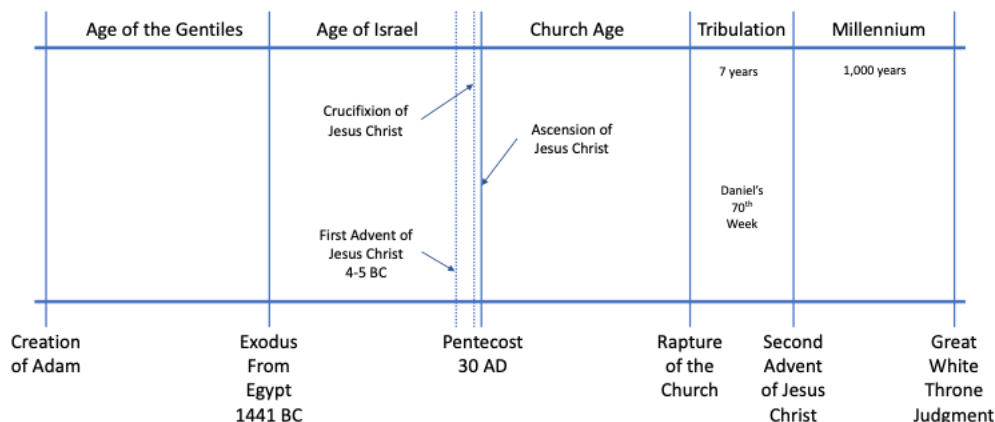 Age of the Gentiles
Age of Israel
Church Age
Tribulation
Millennium
7 years
1,000 years
Crucifixion of
Jesus Christ
Ascension of
Jesus Christ
Daniel's
70th
Week
First Advent of
Jesus Christ
4-5 BC
Creation
of Adam
Exodus
From
Egypt
1441 BC
Pentecost
30 AD
Rapture
of the
Church
Second
Advent
of Jesus
Christ
Great
White
Throne
Judgment